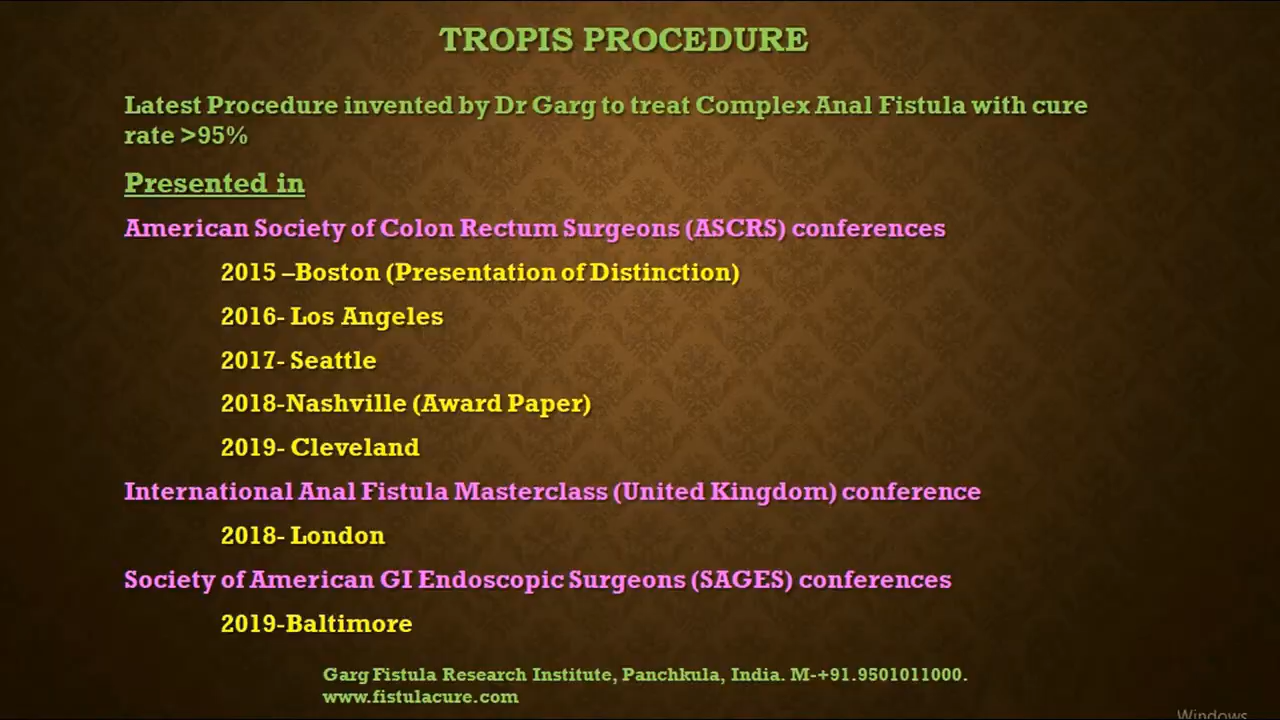 TROPIS PROCEDURE
Latest Procedure invented by Dr Garg to treat Complex Anal Fistula with cure
rate >95%
Presented in
American Society of Colon Rectum Surgeons (ASCRS) conferences
2015 –Boston (Presentation of Distinction)
2016- Los Angeles
2017- Seattle
2018-Nashville (Award Paper)
2019- Cleveland
International Anal Fistula Masterclass (United Kingdom) conference
2018- London
Society of American GI Endoscopic Surgeons (SAGES) conferences
2019-Baltimore
Garg Fistula Research Institute, Panchkula, India. M-+91.9501011000.
www.fistulacure.com
Windows